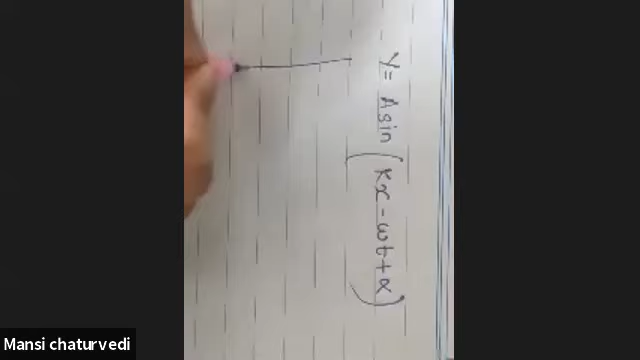 y = A sin (kx - ωt + α)
Mansi chaturvedi